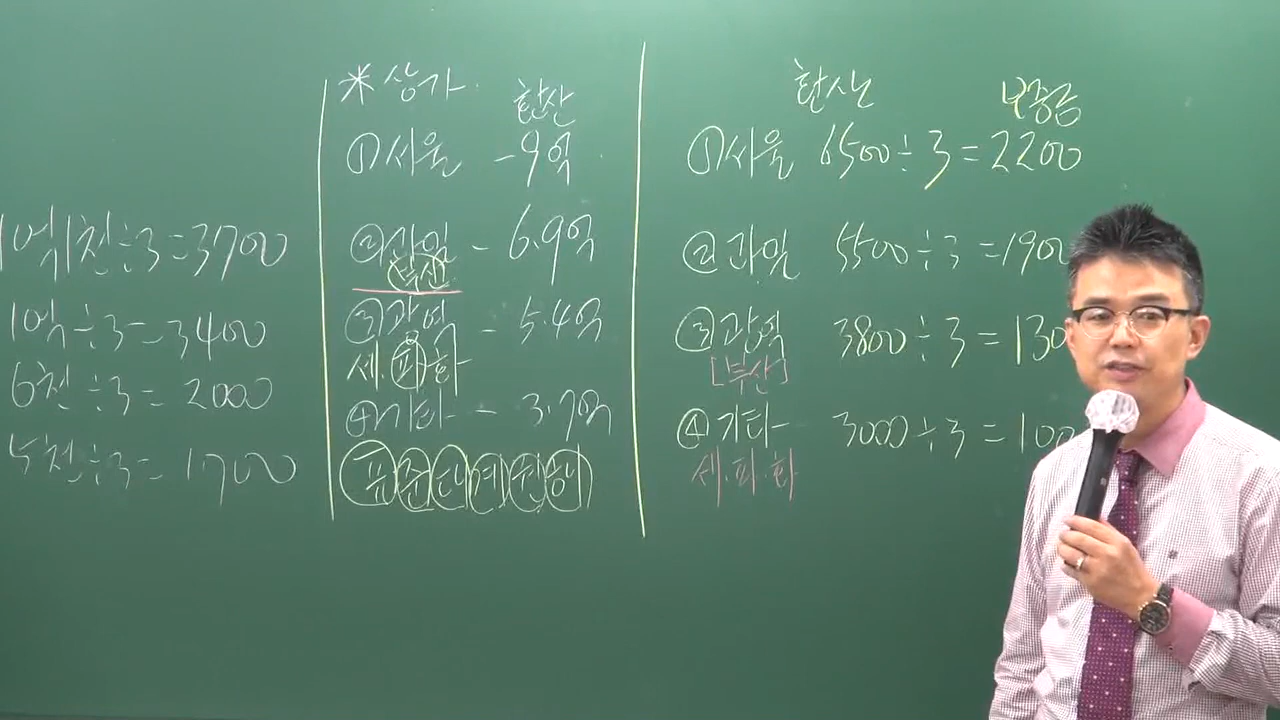 1억1천÷3=3700
1억÷3=3400
6천÷3=2000
5천÷3=1700
* 상가. 환산
①서울 -9억
②과밀 - 6.9억
(부산)
③광역 - 5.4억
세.파.화
④기타 - 3.7억
환산 보증금
①서울 6500÷3=2200
②과밀 5500÷3=1900
③광역 3800÷3=130
[부산]
④기타 3000÷3=100
세.파.화